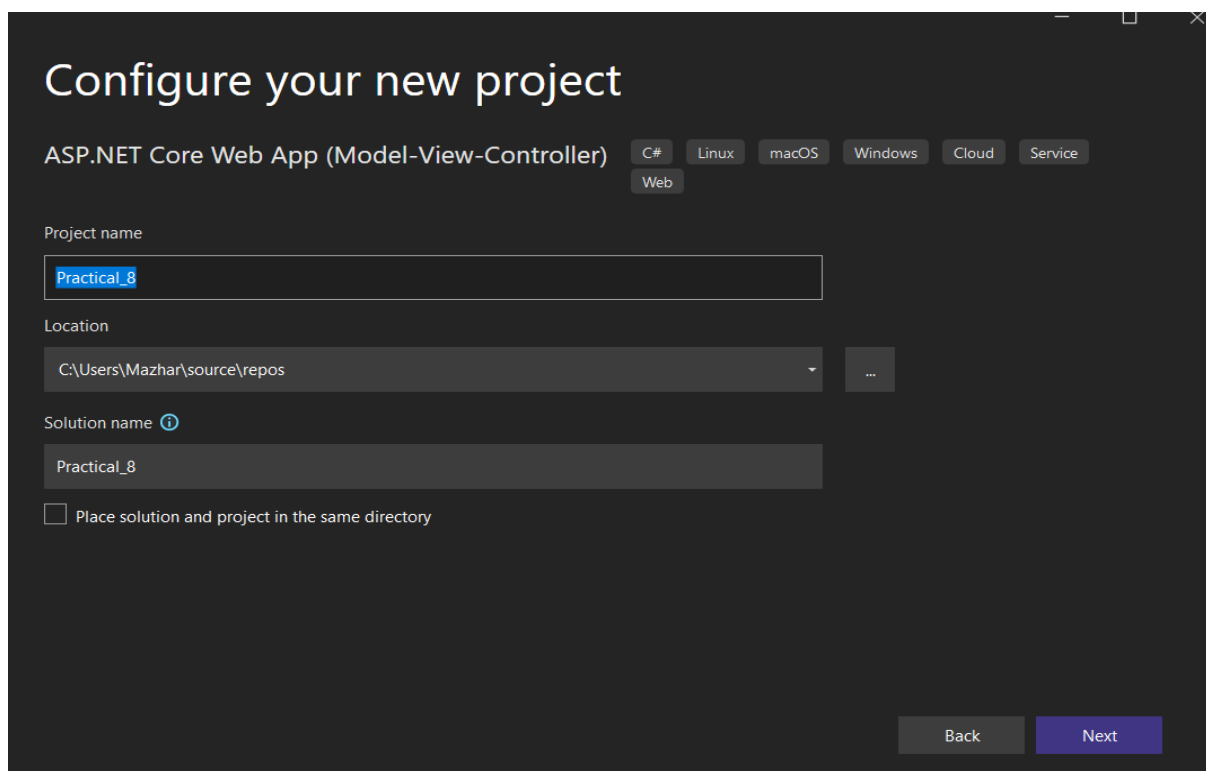 Configure your new project
ASP.NET Core Web App (Model-View-Controller) C# Linux macOS Windows Cloud Service
Web
Project name
Practical_8
Location
C:\Users\Mazhar\source\repos
...
Solution name
Practical_8
Place solution and project in the same directory
Back Next